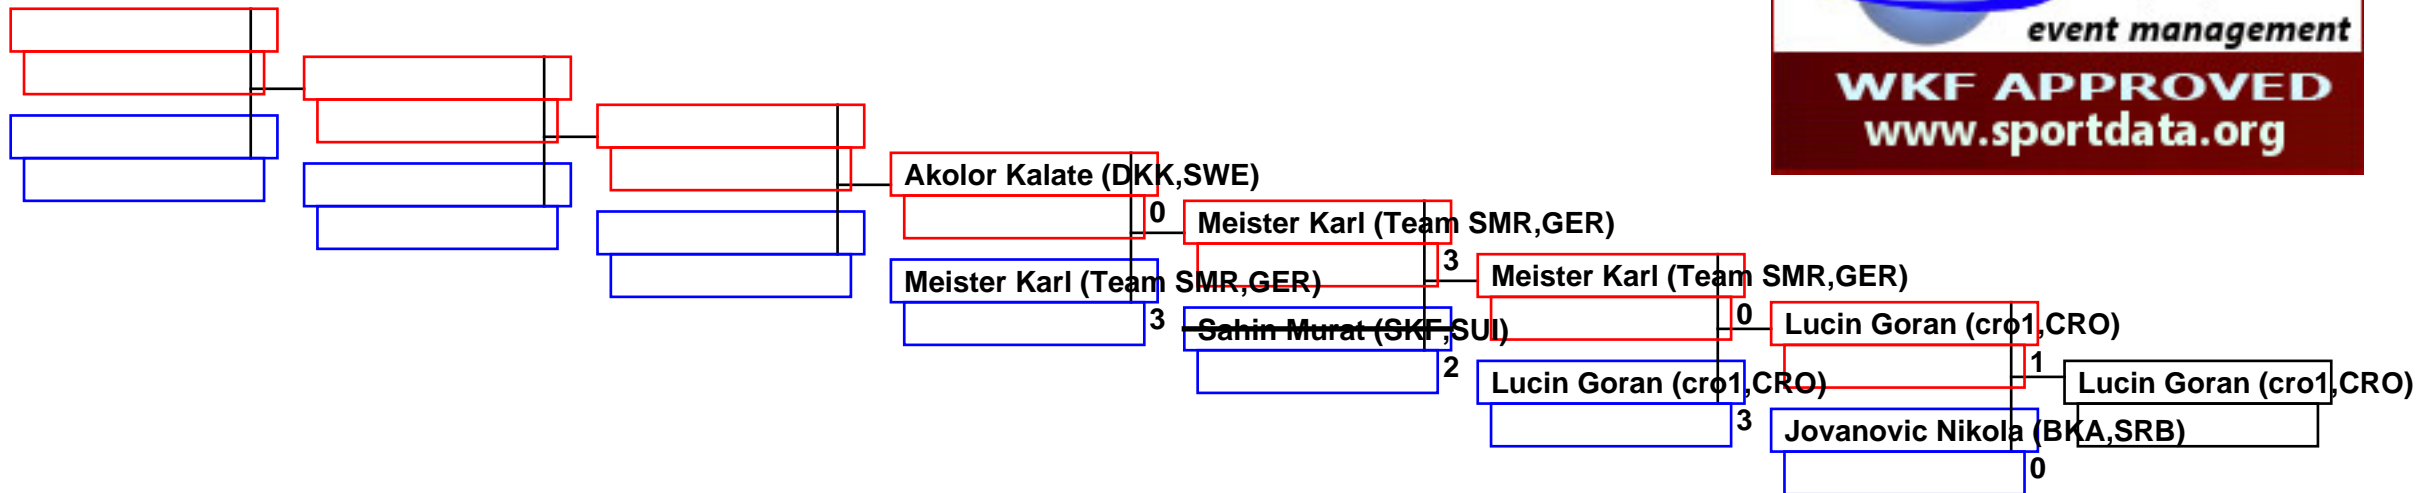 event management
WKF APPROVED
www.sportdata.org
Akolor Kalate (DKK,SWE)
0
Meister Karl (Team SMR,GER)
3
Meister Karl (Team SMR,GER)
3
Sahin Murat (SKF,SUI)
2
Meister Karl (Team SMR,GER)
0
Lucin Goran (cro1,CRO)
3
Lucin Goran (cro1,CRO)
1
Jovanovic Nikola (BKA,SRB)
0
Lucin Goran (cro1,CRO)